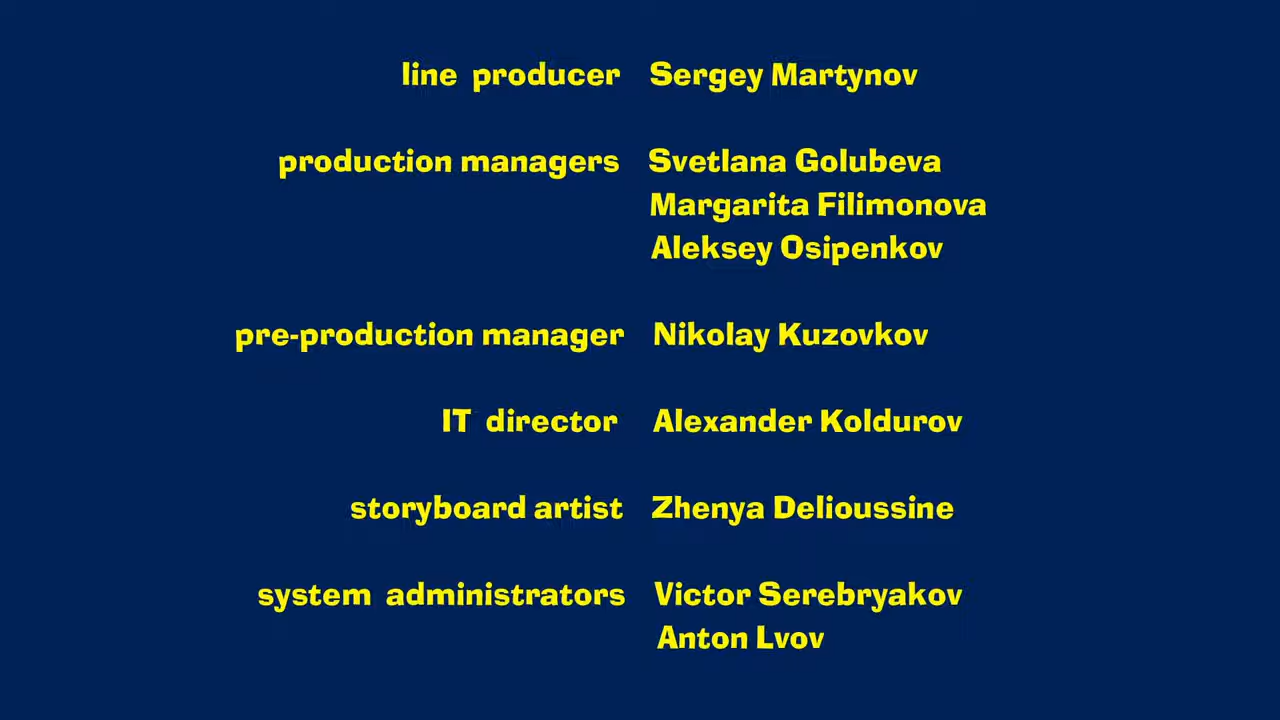 line producer Sergey Martynov
production managers Svetlana Golubeva
Margarita Filimonova
Aleksey Osipenkov
pre-production manager Nikolay Kuzovkov
IT director Alexander Koldurov
storyboard artist Zhenya Delioussine
system administrators Victor Serebryakov
Anton Lvov